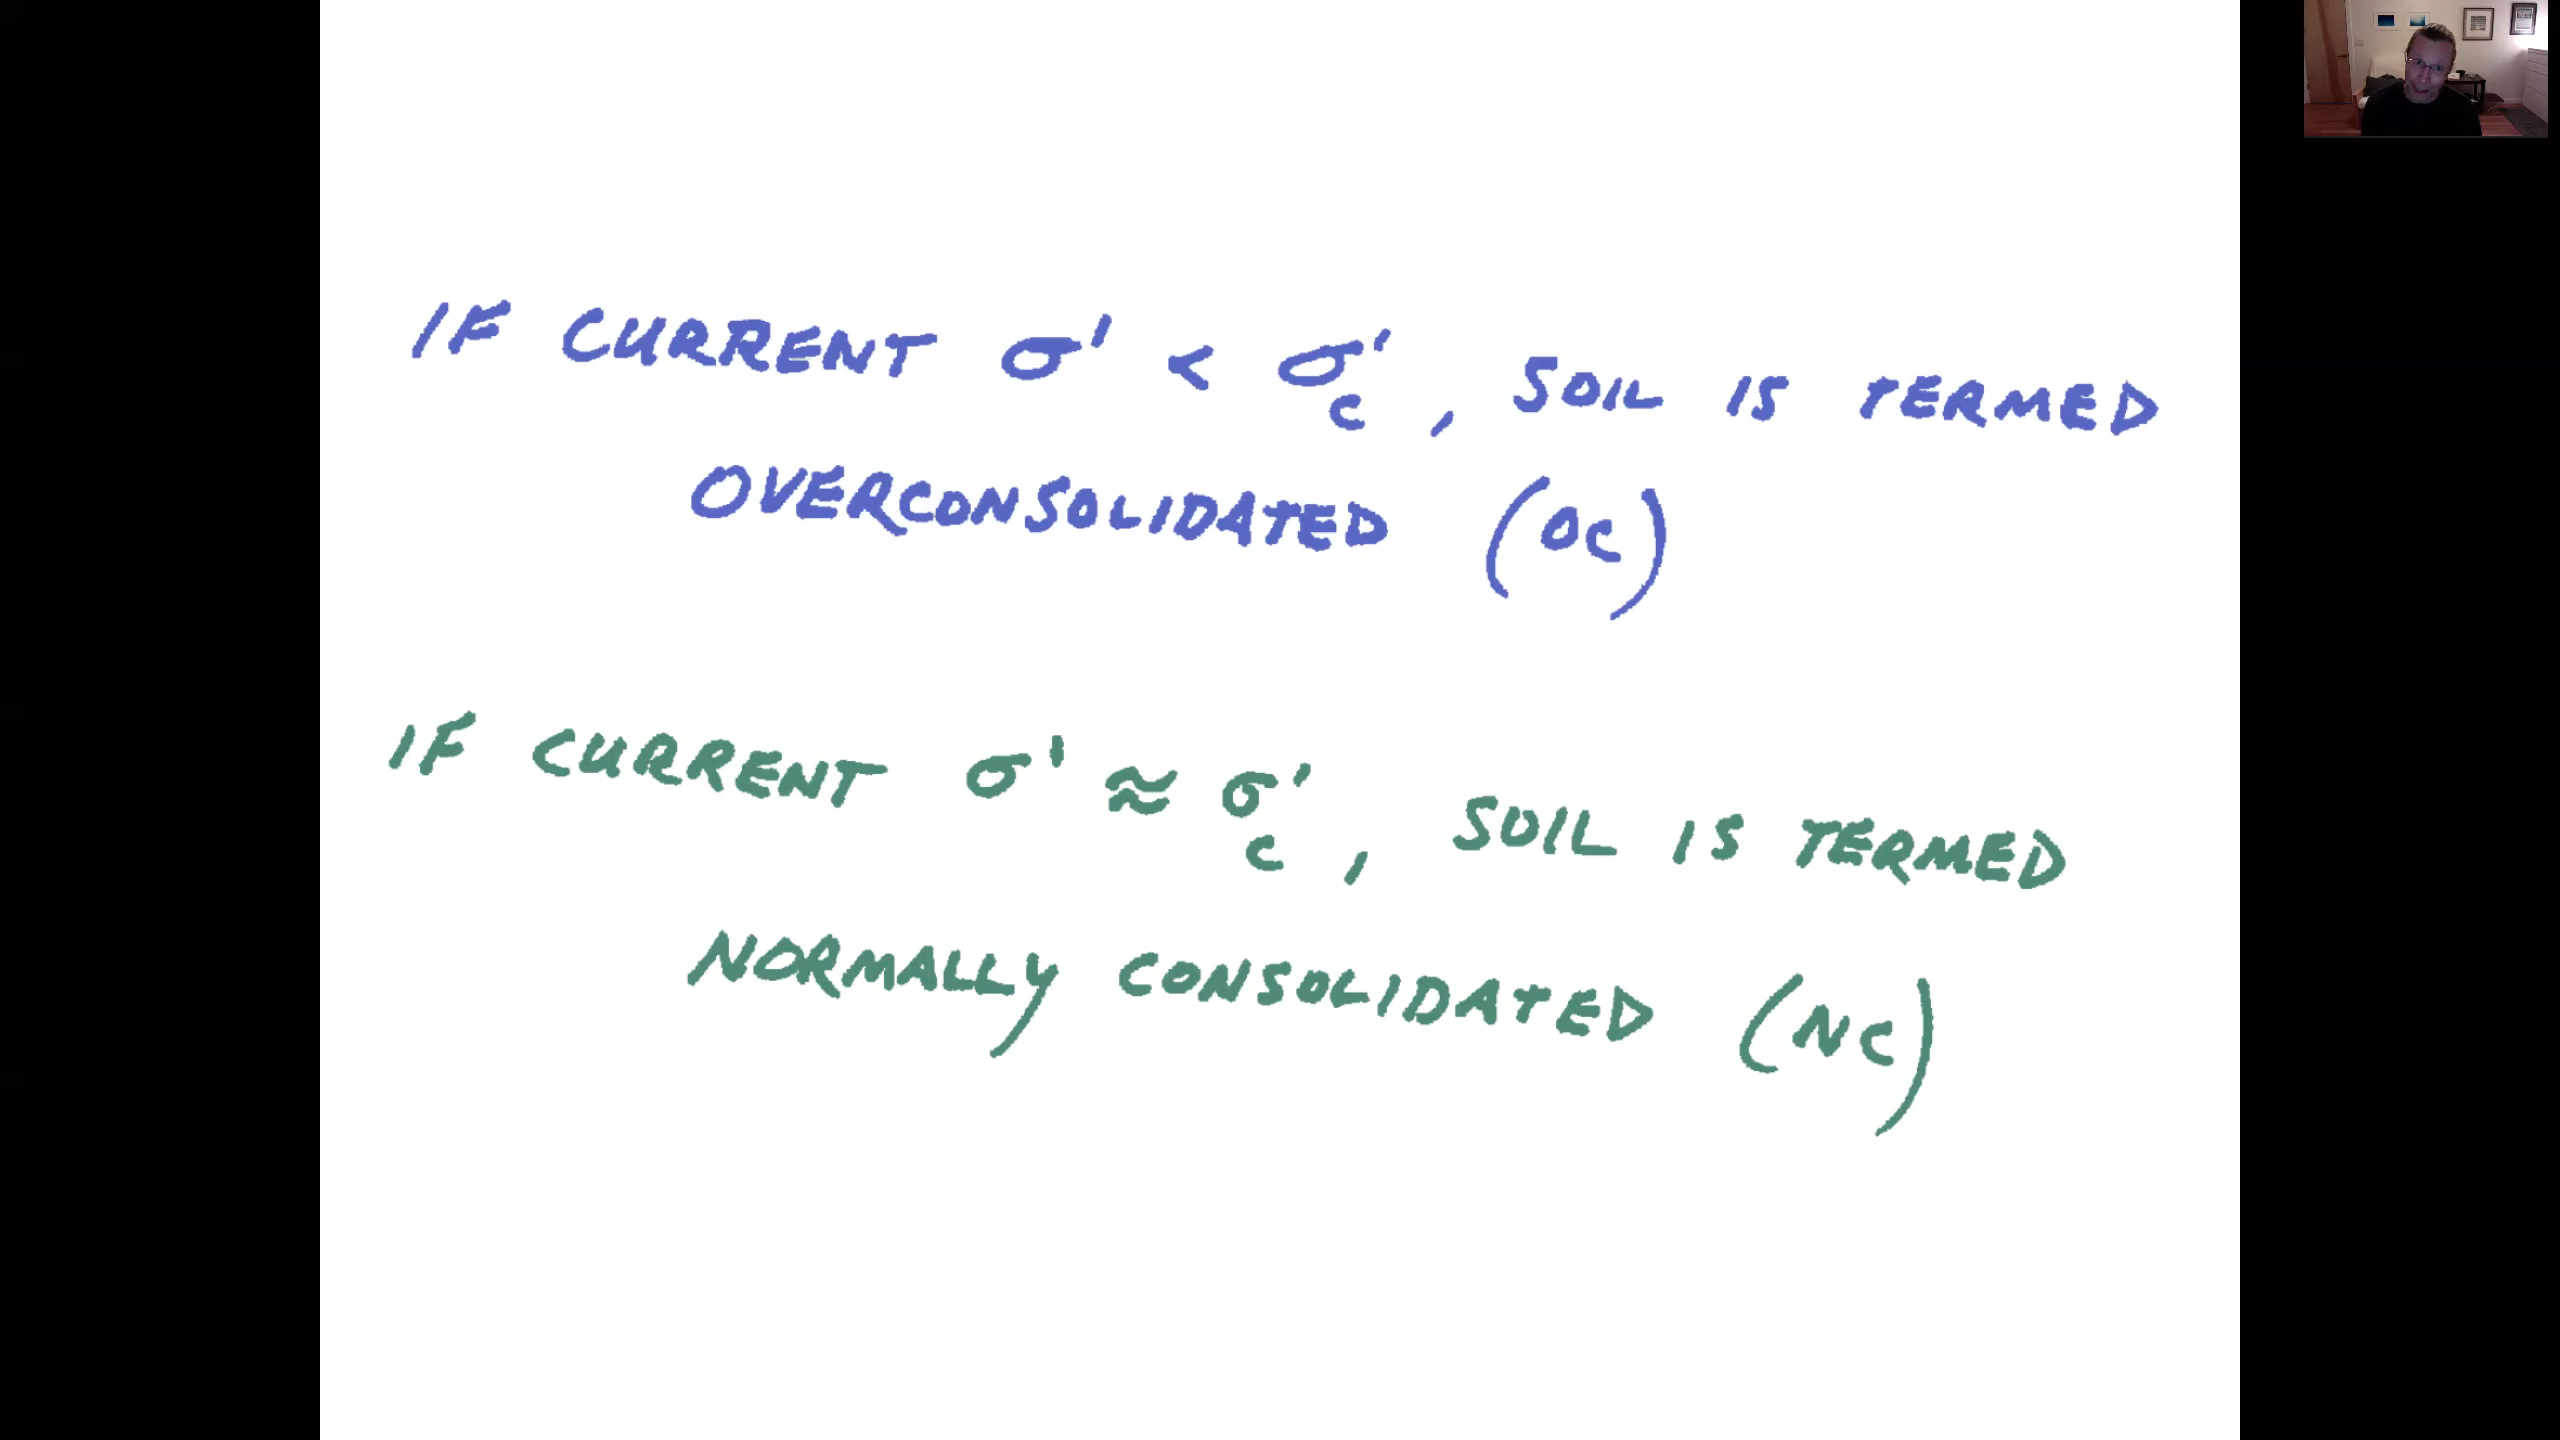 IF CURRENT σ' < σ'c, SOIL IS TERMED
OVERCONSOLIDATED (OC)
IF CURRENT σ' ≈ σ'c, SOIL IS TERMED
NORMALLY CONSOLIDATED (NC)